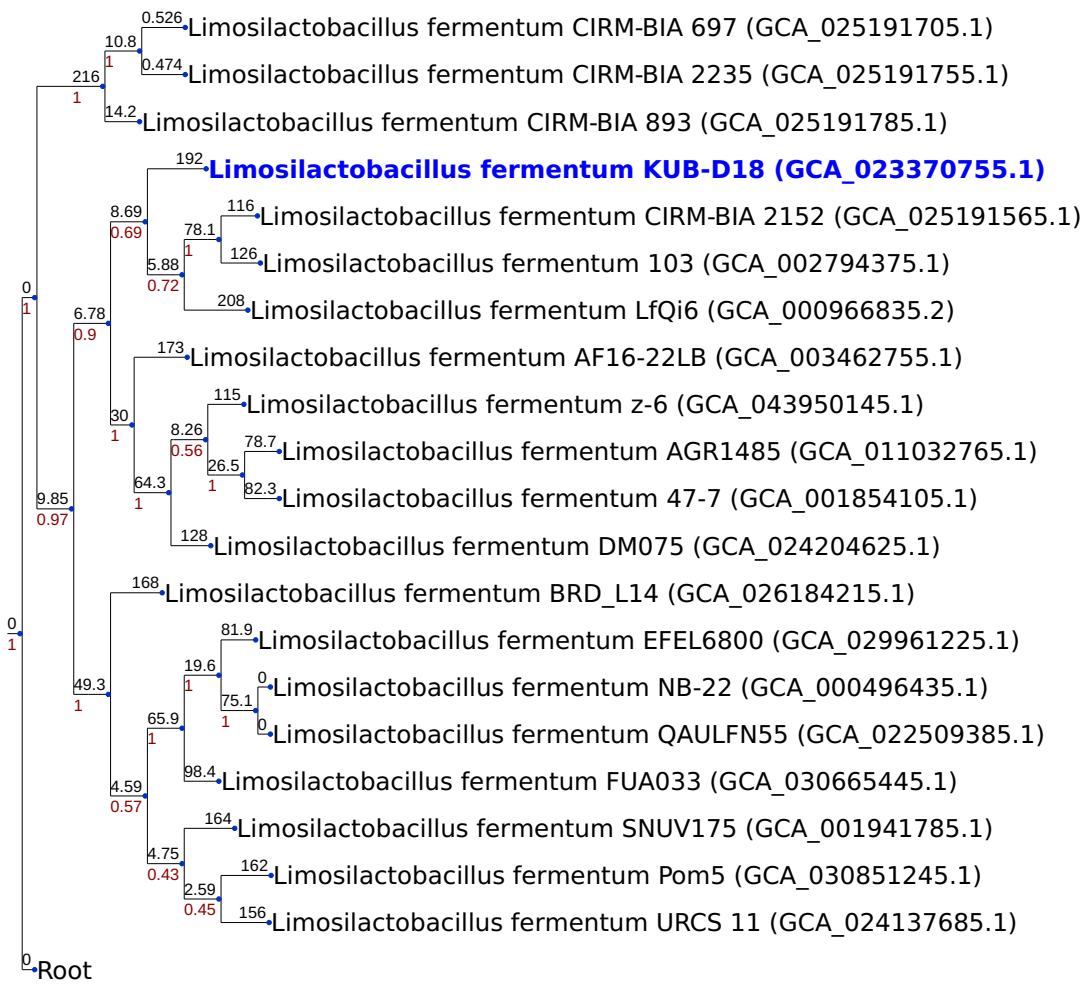 0.526
Limosilactobacillus fermentum CIRM-BIA 697 (GCA_025191705.1)
10.8
1
0.474
Limosilactobacillus fermentum CIRM-BIA 2235 (GCA_025191755.1)
216
1
14.2
Limosilactobacillus fermentum CIRM-BIA 893 (GCA_025191785.1)
192
Limosilactobacillus fermentum KUB-D18 (GCA_023370755.1)
8.69
0.69
116
Limosilactobacillus fermentum CIRM-BIA 2152 (GCA_025191565.1)
78.1
1
126
Limosilactobacillus fermentum 103 (GCA_002794375.1)
5.88
0.72
0
1
208
Limosilactobacillus fermentum LfQi6 (GCA_000966835.2)
6.78
0.9
173
Limosilactobacillus fermentum AF16-22LB (GCA_003462755.1)
115
Limosilactobacillus fermentum z-6 (GCA_043950145.1)
30
1
8.26
0.56
78.7
Limosilactobacillus fermentum AGR1485 (GCA_011032765.1)
26.5
1
64.3
1
82.3
Limosilactobacillus fermentum 47-7 (GCA_001854105.1)
9.85
0.97
128
Limosilactobacillus fermentum DM075 (GCA_024204625.1)
168
Limosilactobacillus fermentum BRD_L14 (GCA_026184215.1)
0
1
81.9
Limosilactobacillus fermentum EFEL6800 (GCA_029961225.1)
19.6
1
0
Limosilactobacillus fermentum NB-22 (GCA_000496435.1)
49.3
1
75.1
1
65.9
1
0
Limosilactobacillus fermentum QAULFN55 (GCA_022509385.1)
98.4
Limosilactobacillus fermentum FUA033 (GCA_030665445.1)
4.59
0.57
164
Limosilactobacillus fermentum SNUV175 (GCA_001941785.1)
4.75
0.43
162
Limosilactobacillus fermentum Pom5 (GCA_030851245.1)
2.59
0.45
156
Limosilactobacillus fermentum URCS 11 (GCA_024137685.1)
0
Root